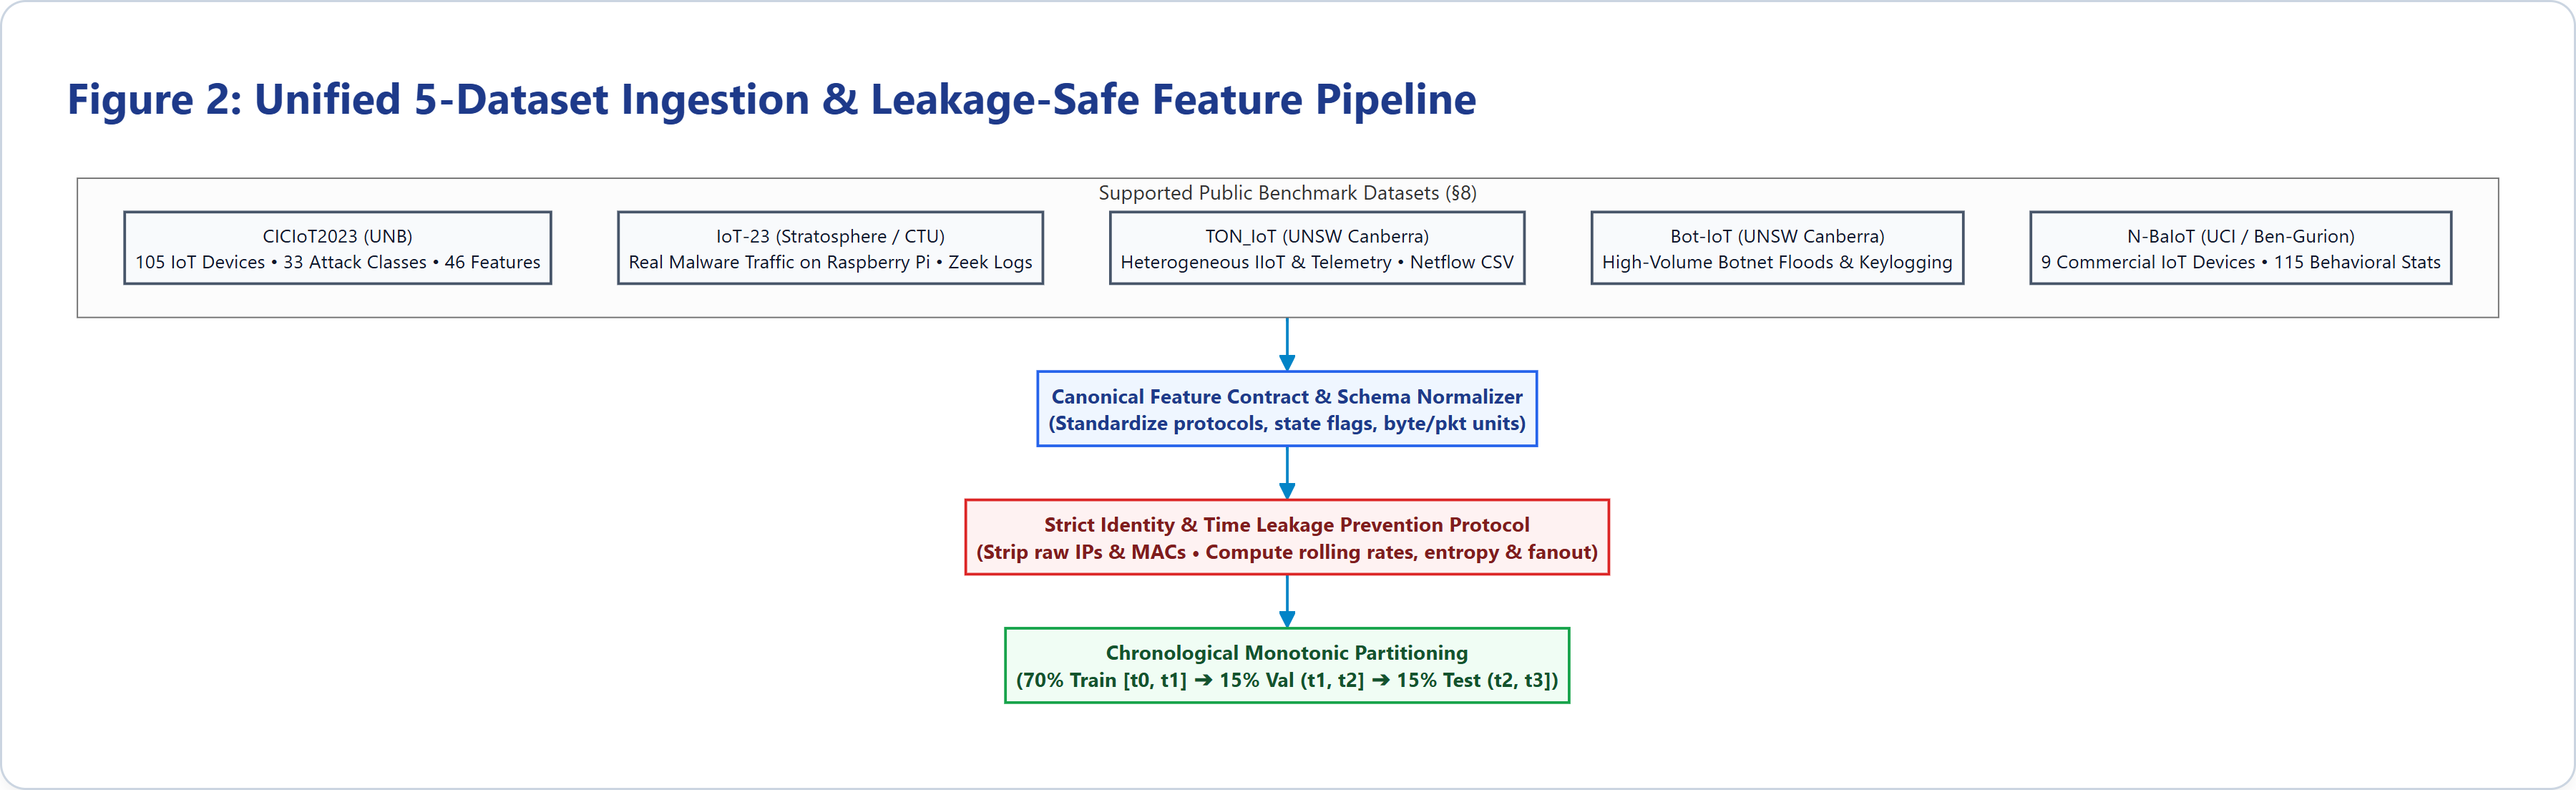 Figure 2: Unified 5-Dataset Ingestion & Leakage-Safe Feature Pipeline
Supported Public Benchmark Datasets (§8)
CICIoT2023 (UNB)
105 IoT Devices • 33 Attack Classes • 46 Features
IoT-23 (Stratosphere / CTU)
Real Malware Traffic on Raspberry Pi • Zeek Logs
TON_IoT (UNSW Canberra)
Heterogeneous IIoT & Telemetry • Netflow CSV
Bot-IoT (UNSW Canberra)
High-Volume Botnet Floods & Keylogging
N-BaIoT (UCI / Ben-Gurion)
9 Commercial IoT Devices • 115 Behavioral Stats
Canonical Feature Contract & Schema Normalizer
(Standardize protocols, state flags, byte/pkt units)
Strict Identity & Time Leakage Prevention Protocol
(Strip raw IPs & MACs • Compute rolling rates, entropy & fanout)
Chronological Monotonic Partitioning
(70% Train [t0, t1] ➔ 15% Val (t1, t2] ➔ 15% Test (t2, t3])